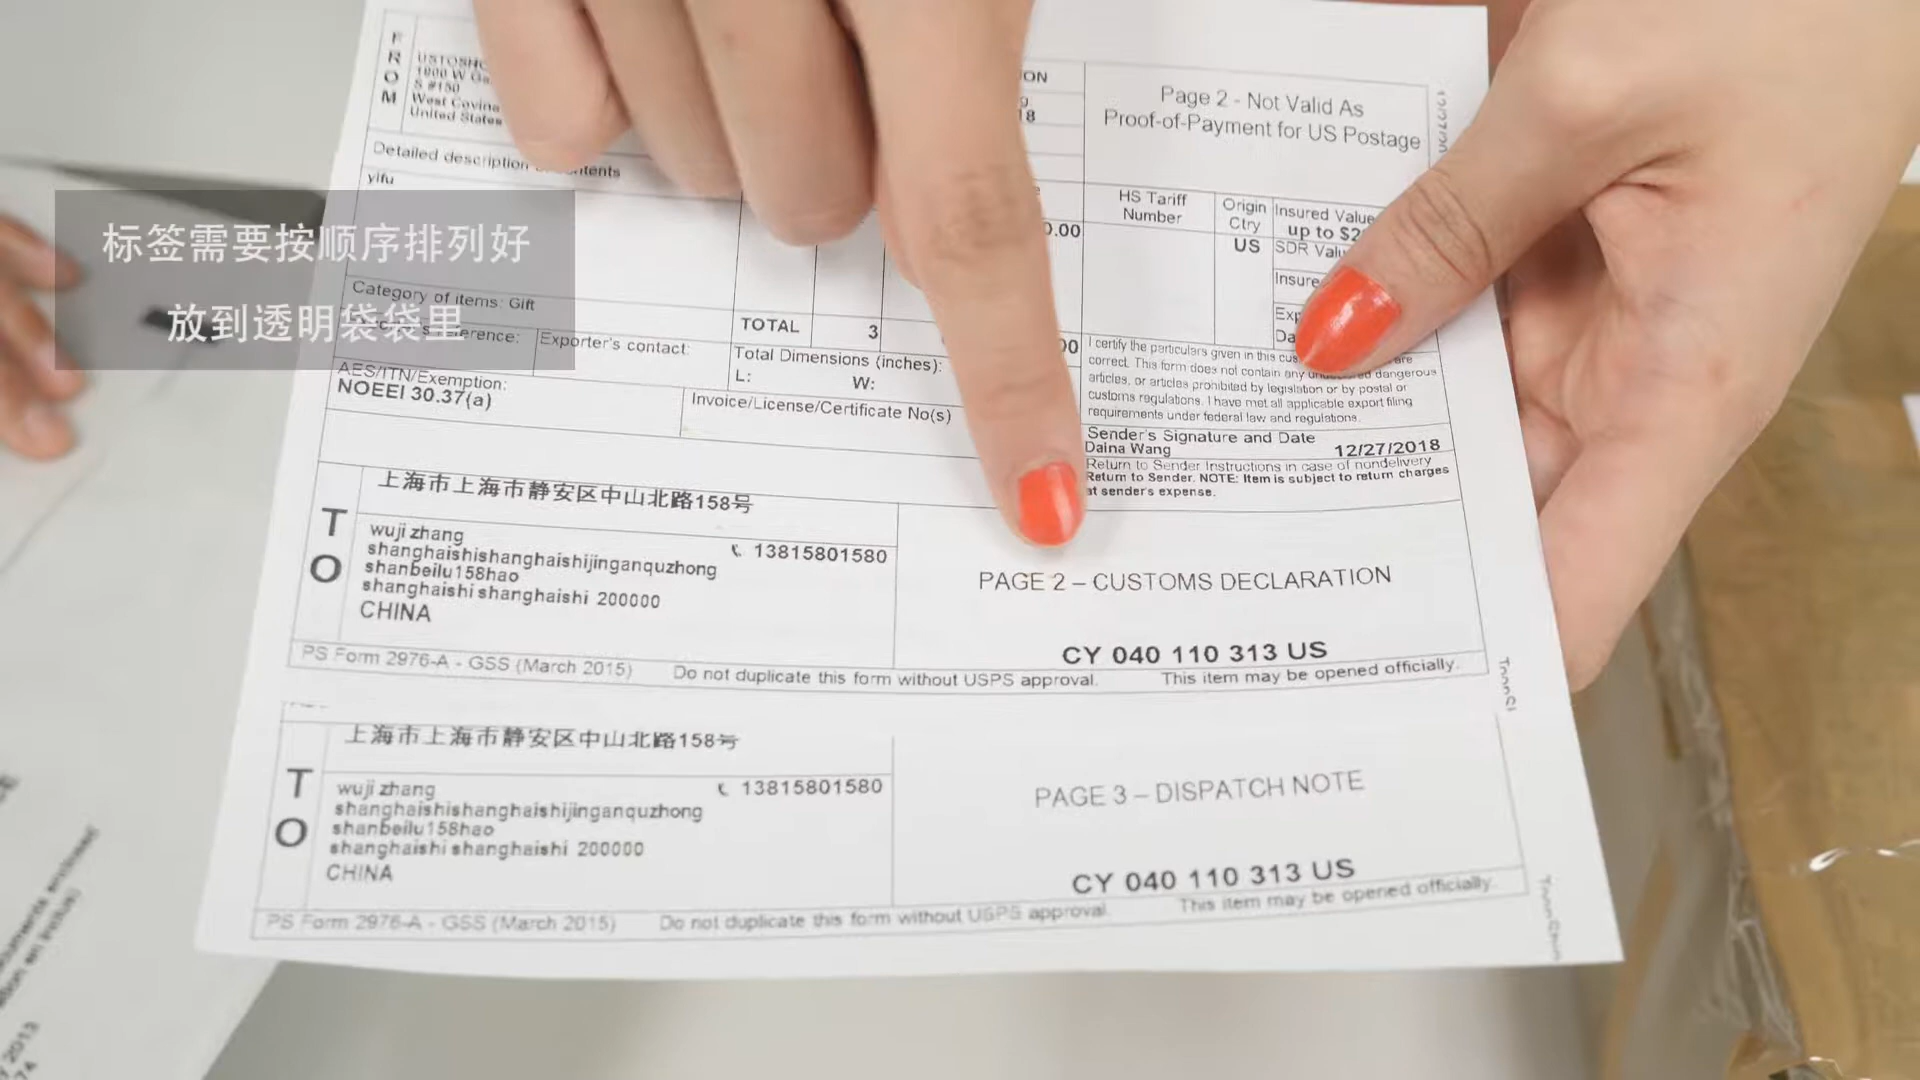 FROM
USTOSHO
1800 W Ga
S #150
West Covina
United States
ON
18
Page 2 - Not Valid As
Proof-of-Payment for US Postage
Detailed description
ntents
yifu
0.00
HS Tariff
Number
Origin
Ctry
US
Insured Value
up to $2
SDR Valu
Insure
标签需要按顺序排列好
放到透明袋袋里
Category of items: Gift
erence:
Exporter's contact:
TOTAL
3
Total Dimensions (inches):
L:
W:
AES/ITN/Exemption:
NOEEI 30.37(a)
Invoice/License/Certificate No(s)
I certify the particulars given in this cus are
correct. This form does not contain any dangerous
articles, or articles prohibited by legislation or by postal or
customs regulations. I have met all applicable export filing
requirements under federal law and regulations.
Sender's Signature and Date
Daina Wang
12/27/2018
Return to Sender Instructions in case of nondelivery
Return to Sender. NOTE: Item is subject to return charges
at sender's expense.
TO
上海市上海市静安区中山北路158号
wuji zhang
13815801580
shanghaishishanghaishijinganquzhong
shanbeilu158hao
shanghaishi shanghaishi 200000
CHINA
PAGE 2 – CUSTOMS DECLARATION
CY 040 110 313 US
PS Form 2976-A - GSS (March 2015)
Do not duplicate this form without USPS approval.
This item may be opened officially.
TO
上海市上海市静安区中山北路158号
wuji zhang
13815801580
shanghaishishanghaishijinganquzhong
shanbeilu158hao
shanghaishi shanghaishi 200000
CHINA
PAGE 3 – DISPATCH NOTE
CY 040 110 313 US
PS Form 2976-A - GSS (March 2015)
Do not duplicate this form without USPS approval.
This item may be opened officially.